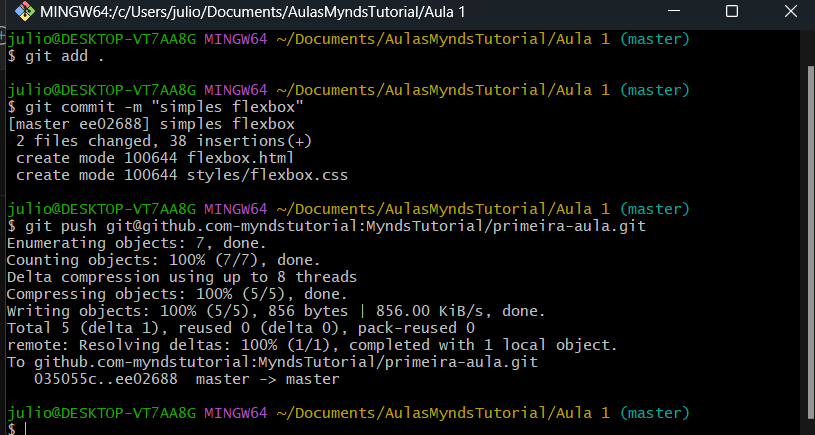 MINGW64:/c/Users/julio/Documents/AulasMyndsTutorial/Aula 1
julio@DESKTOP-VT7AA8G MINGW64 ~/Documents/AulasMyndsTutorial/Aula 1 (master)
$ git add .
julio@DESKTOP-VT7AA8G MINGW64 ~/Documents/AulasMyndsTutorial/Aula 1 (master)
$ git commit -m "simples flexbox"
[master ee02688] simples flexbox
 2 files changed, 38 insertions(+)
 create mode 100644 flexbox.html
 create mode 100644 styles/flexbox.css
julio@DESKTOP-VT7AA8G MINGW64 ~/Documents/AulasMyndsTutorial/Aula 1 (master)
$ git push git@github.com-myndstutorial:MyndsTutorial/primeira-aula.git
Enumerating objects: 7, done.
Counting objects: 100% (7/7), done.
Delta compression using up to 8 threads
Compressing objects: 100% (5/5), done.
Writing objects: 100% (5/5), 856 bytes | 856.00 KiB/s, done.
Total 5 (delta 1), reused 0 (delta 0), pack-reused 0
remote: Resolving deltas: 100% (1/1), completed with 1 local object.
To github.com-myndstutorial:MyndsTutorial/primeira-aula.git
   035055c..ee02688  master -> master
julio@DESKTOP-VT7AA8G MINGW64 ~/Documents/AulasMyndsTutorial/Aula 1 (master)
$